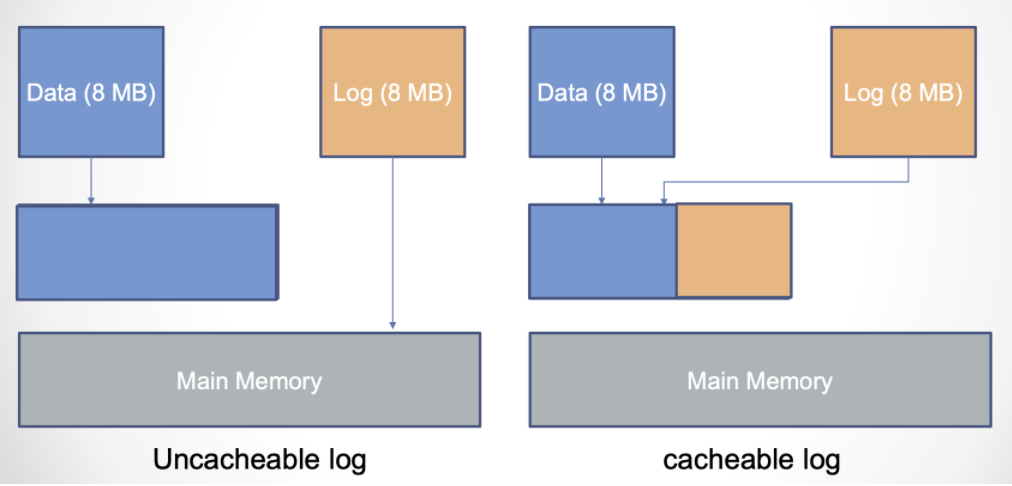 Data (8 MB)
Log (8 MB)
Data (8 MB)
Log (8 MB)
Main Memory
Main Memory
Uncacheable log
cacheable log